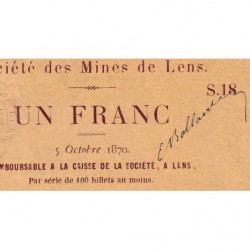 ciété des Mines de Lens.
S.18
UN FRANC
5 Octobre 1870.
MBOURSABLE A LA CAISSE DE LA SOCIÉTÉ, A LENS,
Par série de 100 billets au moins.